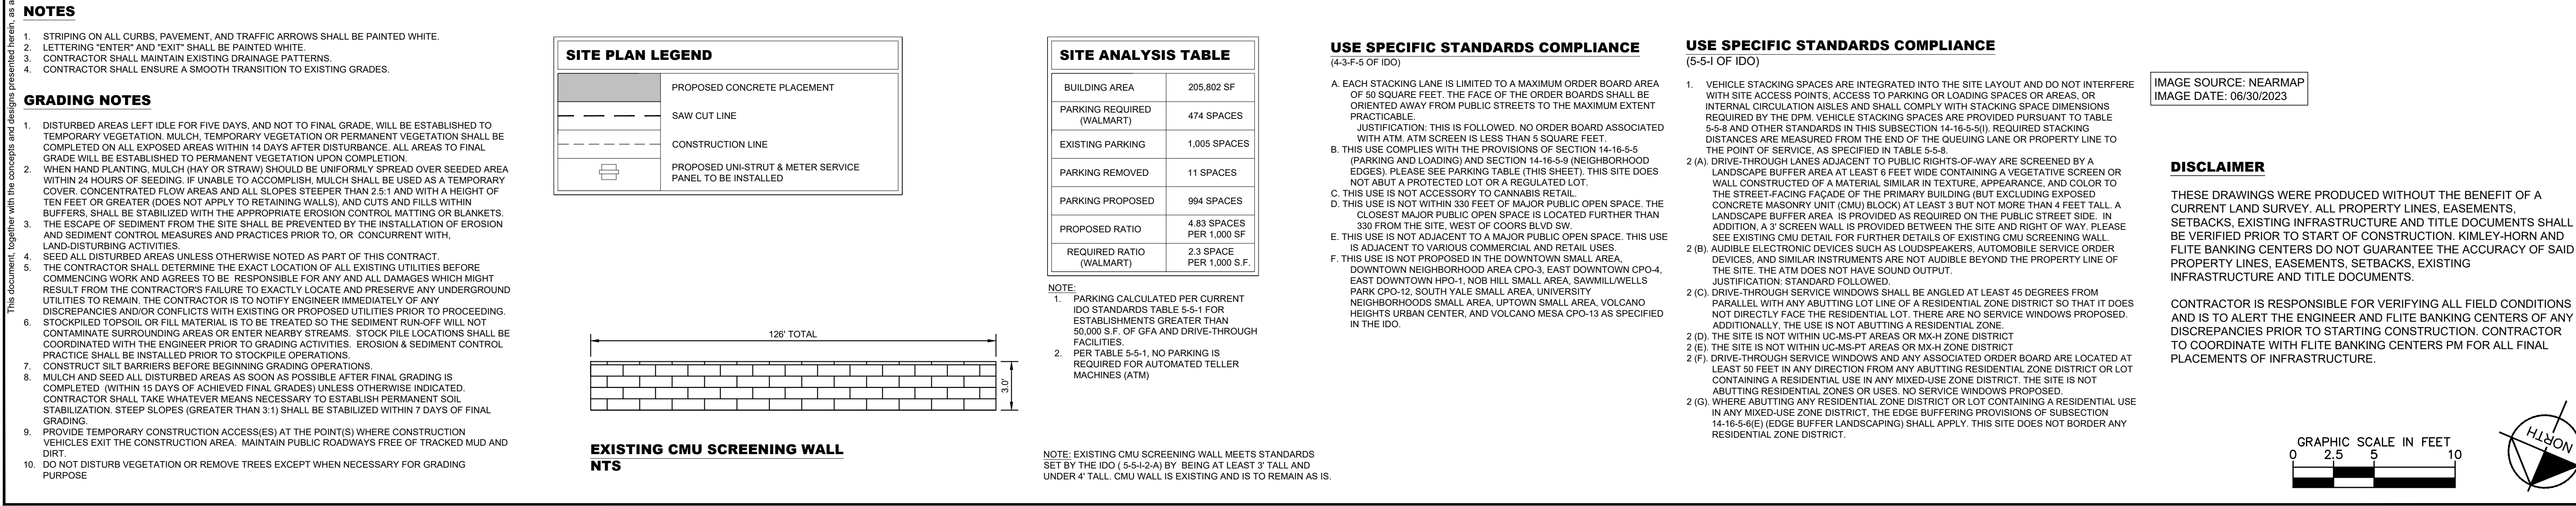 This document, together with the concepts and designs presented herein, as a
NOTES
1. STRIPING ON ALL CURBS, PAVEMENT, AND TRAFFIC ARROWS SHALL BE PAINTED WHITE.
2. LETTERING "ENTER" AND "EXIT" SHALL BE PAINTED WHITE.
3. CONTRACTOR SHALL MAINTAIN EXISTING DRAINAGE PATTERNS.
4. CONTRACTOR SHALL ENSURE A SMOOTH TRANSITION TO EXISTING GRADES.
GRADING NOTES
1. DISTURBED AREAS LEFT IDLE FOR FIVE DAYS, AND NOT TO FINAL GRADE, WILL BE ESTABLISHED TO
TEMPORARY VEGETATION. MULCH, TEMPORARY VEGETATION OR PERMANENT VEGETATION SHALL BE
COMPLETED ON ALL EXPOSED AREAS WITHIN 14 DAYS AFTER DISTURBANCE. ALL AREAS TO FINAL
GRADE WILL BE ESTABLISHED TO PERMANENT VEGETATION UPON COMPLETION.
2. WHEN HAND PLANTING, MULCH (HAY OR STRAW) SHOULD BE UNIFORMLY SPREAD OVER SEEDED AREA
WITHIN 24 HOURS OF SEEDING. IF UNABLE TO ACCOMPLISH, MULCH SHALL BE USED AS A TEMPORARY
COVER. CONCENTRATED FLOW AREAS AND ALL SLOPES STEEPER THAN 2.5:1 AND WITH A HEIGHT OF
TEN FEET OR GREATER (DOES NOT APPLY TO RETAINING WALLS), AND CUTS AND FILLS WITHIN
BUFFERS, SHALL BE STABILIZED WITH THE APPROPRIATE EROSION CONTROL MATTING OR BLANKETS.
3. THE ESCAPE OF SEDIMENT FROM THE SITE SHALL BE PREVENTED BY THE INSTALLATION OF EROSION
AND SEDIMENT CONTROL MEASURES AND PRACTICES PRIOR TO, OR CONCURRENT WITH,
LAND-DISTURBING ACTIVITIES.
4. SEED ALL DISTURBED AREAS UNLESS OTHERWISE NOTED AS PART OF THIS CONTRACT.
5. THE CONTRACTOR SHALL DETERMINE THE EXACT LOCATION OF ALL EXISTING UTILITIES BEFORE
COMMENCING WORK AND AGREES TO BE RESPONSIBLE FOR ANY AND ALL DAMAGES WHICH MIGHT
RESULT FROM THE CONTRACTOR'S FAILURE TO EXACTLY LOCATE AND PRESERVE ANY UNDERGROUND
UTILITIES TO REMAIN. THE CONTRACTOR IS TO NOTIFY ENGINEER IMMEDIATELY OF ANY
DISCREPANCIES AND/OR CONFLICTS WITH EXISTING OR PROPOSED UTILITIES PRIOR TO PROCEEDING.
6. STOCKPILED TOPSOIL OR FILL MATERIAL IS TO BE TREATED SO THE SEDIMENT RUN-OFF WILL NOT
CONTAMINATE SURROUNDING AREAS OR ENTER NEARBY STREAMS. STOCK PILE LOCATIONS SHALL BE
COORDINATED WITH THE ENGINEER PRIOR TO GRADING ACTIVITIES. EROSION & SEDIMENT CONTROL
PRACTICE SHALL BE INSTALLED PRIOR TO STOCKPILE OPERATIONS.
7. CONSTRUCT SILT BARRIERS BEFORE BEGINNING GRADING OPERATIONS.
8. MULCH AND SEED ALL DISTURBED AREAS AS SOON AS POSSIBLE AFTER FINAL GRADING IS
COMPLETED (WITHIN 15 DAYS OF ACHIEVED FINAL GRADES) UNLESS OTHERWISE INDICATED.
CONTRACTOR SHALL TAKE WHATEVER MEANS NECESSARY TO ESTABLISH PERMANENT SOIL
STABILIZATION. STEEP SLOPES (GREATER THAN 3:1) SHALL BE STABILIZED WITHIN 7 DAYS OF FINAL
GRADING.
9. PROVIDE TEMPORARY CONSTRUCTION ACCESS(ES) AT THE POINT(S) WHERE CONSTRUCTION
VEHICLES EXIT THE CONSTRUCTION AREA. MAINTAIN PUBLIC ROADWAYS FREE OF TRACKED MUD AND
DIRT.
10. DO NOT DISTURB VEGETATION OR REMOVE TREES EXCEPT WHEN NECESSARY FOR GRADING
PURPOSE
SITE PLAN LEGEND
PROPOSED CONCRETE PLACEMENT
SAW CUT LINE
CONSTRUCTION LINE
PROPOSED UNI-STRUT & METER SERVICE
PANEL TO BE INSTALLED
126' TOTAL
3.0'
EXISTING CMU SCREENING WALL
NTS
SITE ANALYSIS TABLE
BUILDING AREA 205,802 SF
PARKING REQUIRED
(WALMART) 474 SPACES
EXISTING PARKING 1,005 SPACES
PARKING REMOVED 11 SPACES
PARKING PROPOSED 994 SPACES
PROPOSED RATIO 4.83 SPACES
PER 1,000 SF
REQUIRED RATIO
(WALMART) 2.3 SPACE
PER 1,000 S.F.
NOTE:
1. PARKING CALCULATED PER CURRENT
IDO STANDARDS TABLE 5-5-1 FOR
ESTABLISHMENTS GREATER THAN
50,000 S.F. OF GFA AND DRIVE-THROUGH
FACILITIES.
2. PER TABLE 5-5-1, NO PARKING IS
REQUIRED FOR AUTOMATED TELLER
MACHINES (ATM)
NOTE: EXISTING CMU SCREENING WALL MEETS STANDARDS
SET BY THE IDO ( 5-5-I-2-A) BY BEING AT LEAST 3' TALL AND
UNDER 4' TALL. CMU WALL IS EXISTING AND IS TO REMAIN AS IS.
USE SPECIFIC STANDARDS COMPLIANCE
(4-3-F-5 OF IDO)
A. EACH STACKING LANE IS LIMITED TO A MAXIMUM ORDER BOARD AREA
OF 50 SQUARE FEET. THE FACE OF THE ORDER BOARDS SHALL BE
ORIENTED AWAY FROM PUBLIC STREETS TO THE MAXIMUM EXTENT
PRACTICABLE.
JUSTIFICATION: THIS IS FOLLOWED. NO ORDER BOARD ASSOCIATED
WITH ATM. ATM SCREEN IS LESS THAN 5 SQUARE FEET.
B. THIS USE COMPLIES WITH THE PROVISIONS OF SECTION 14-16-5-5
(PARKING AND LOADING) AND SECTION 14-16-5-9 (NEIGHBORHOOD
EDGES). PLEASE SEE PARKING TABLE (THIS SHEET). THIS SITE DOES
NOT ABUT A PROTECTED LOT OR A REGULATED LOT.
C. THIS USE IS NOT ACCESSORY TO CANNABIS RETAIL.
D. THIS USE IS NOT WITHIN 330 FEET OF MAJOR PUBLIC OPEN SPACE. THE
CLOSEST MAJOR PUBLIC OPEN SPACE IS LOCATED FURTHER THAN
330 FROM THE SITE, WEST OF COORS BLVD SW.
E. THIS USE IS NOT ADJACENT TO A MAJOR PUBLIC OPEN SPACE. THIS USE
IS ADJACENT TO VARIOUS COMMERCIAL AND RETAIL USES.
F. THIS USE IS NOT PROPOSED IN THE DOWNTOWN SMALL AREA,
DOWNTOWN NEIGHBORHOOD AREA CPO-3, EAST DOWNTOWN CPO-4,
EAST DOWNTOWN HPO-1, NOB HILL SMALL AREA, SAWMILL/WELLS
PARK CPO-12, SOUTH YALE SMALL AREA, UNIVERSITY
NEIGHBORHOODS SMALL AREA, UPTOWN SMALL AREA, VOLCANO
HEIGHTS URBAN CENTER, AND VOLCANO MESA CPO-13 AS SPECIFIED
IN THE IDO.
USE SPECIFIC STANDARDS COMPLIANCE
(5-5-I OF IDO)
1. VEHICLE STACKING SPACES ARE INTEGRATED INTO THE SITE LAYOUT AND DO NOT INTERFERE
WITH SITE ACCESS POINTS, ACCESS TO PARKING OR LOADING SPACES OR AREAS, OR
INTERNAL CIRCULATION AISLES AND SHALL COMPLY WITH STACKING SPACE DIMENSIONS
REQUIRED BY THE DPM. VEHICLE STACKING SPACES ARE PROVIDED PURSUANT TO TABLE
5-5-8 AND OTHER STANDARDS IN THIS SUBSECTION 14-16-5-5(I). REQUIRED STACKING
DISTANCES ARE MEASURED FROM THE END OF THE QUEUING LANE OR PROPERTY LINE TO
THE POINT OF SERVICE, AS SPECIFIED IN TABLE 5-5-8.
2 (A). DRIVE-THROUGH LANES ADJACENT TO PUBLIC RIGHTS-OF-WAY ARE SCREENED BY A
LANDSCAPE BUFFER AREA AT LEAST 6 FEET WIDE CONTAINING A VEGETATIVE SCREEN OR
WALL CONSTRUCTED OF A MATERIAL SIMILAR IN TEXTURE, APPEARANCE, AND COLOR TO
THE STREET-FACING FAÇADE OF THE PRIMARY BUILDING (BUT EXCLUDING EXPOSED
CONCRETE MASONRY UNIT (CMU) BLOCK) AT LEAST 3 BUT NOT MORE THAN 4 FEET TALL. A
LANDSCAPE BUFFER AREA IS PROVIDED AS REQUIRED ON THE PUBLIC STREET SIDE. IN
ADDITION, A 3' SCREEN WALL IS PROVIDED BETWEEN THE SITE AND RIGHT OF WAY. PLEASE
SEE EXISTING CMU DETAIL FOR FURTHER DETAILS OF EXISTING CMU SCREENING WALL.
2 (B). AUDIBLE ELECTRONIC DEVICES SUCH AS LOUDSPEAKERS, AUTOMOBILE SERVICE ORDER
DEVICES, AND SIMILAR INSTRUMENTS ARE NOT AUDIBLE BEYOND THE PROPERTY LINE OF
THE SITE. THE ATM DOES NOT HAVE SOUND OUTPUT.
JUSTIFICATION: STANDARD FOLLOWED.
2 (C). DRIVE-THROUGH SERVICE WINDOWS SHALL BE ANGLED AT LEAST 45 DEGREES FROM
PARALLEL WITH ANY ABUTTING LOT LINE OF A RESIDENTIAL ZONE DISTRICT SO THAT IT DOES
NOT DIRECTLY FACE THE RESIDENTIAL LOT. THERE ARE NO SERVICE WINDOWS PROPOSED.
ADDITIONALLY, THE USE IS NOT ABUTTING A RESIDENTIAL ZONE.
2 (D). THE SITE IS NOT WITHIN UC-MS-PT AREAS OR MX-H ZONE DISTRICT
2 (E). THE SITE IS NOT WITHIN UC-MS-PT AREAS OR MX-H ZONE DISTRICT
2 (F). DRIVE-THROUGH SERVICE WINDOWS AND ANY ASSOCIATED ORDER BOARD ARE LOCATED AT
LEAST 50 FEET IN ANY DIRECTION FROM ANY ABUTTING RESIDENTIAL ZONE DISTRICT OR LOT
CONTAINING A RESIDENTIAL USE IN ANY MIXED-USE ZONE DISTRICT. THE SITE IS NOT
ABUTTING RESIDENTIAL ZONES OR USES. NO SERVICE WINDOWS PROPOSED.
2 (G). WHERE ABUTTING ANY RESIDENTIAL ZONE DISTRICT OR LOT CONTAINING A RESIDENTIAL USE
IN ANY MIXED-USE ZONE DISTRICT, THE EDGE BUFFERING PROVISIONS OF SUBSECTION
14-16-5-6(E) (EDGE BUFFER LANDSCAPING) SHALL APPLY. THIS SITE DOES NOT BORDER ANY
RESIDENTIAL ZONE DISTRICT.
IMAGE SOURCE: NEARMAP
IMAGE DATE: 06/30/2023
DISCLAIMER
THESE DRAWINGS WERE PRODUCED WITHOUT THE BENEFIT OF A
CURRENT LAND SURVEY. ALL PROPERTY LINES, EASEMENTS,
SETBACKS, EXISTING INFRASTRUCTURE AND TITLE DOCUMENTS SHALL
BE VERIFIED PRIOR TO START OF CONSTRUCTION. KIMLEY-HORN AND
FLITE BANKING CENTERS DO NOT GUARANTEE THE ACCURACY OF SAID
PROPERTY LINES, EASEMENTS, SETBACKS, EXISTING
INFRASTRUCTURE AND TITLE DOCUMENTS.
CONTRACTOR IS RESPONSIBLE FOR VERIFYING ALL FIELD CONDITIONS
AND IS TO ALERT THE ENGINEER AND FLITE BANKING CENTERS OF ANY
DISCREPANCIES PRIOR TO STARTING CONSTRUCTION. CONTRACTOR
TO COORDINATE WITH FLITE BANKING CENTERS PM FOR ALL FINAL
PLACEMENTS OF INFRASTRUCTURE.
GRAPHIC SCALE IN FEET
0 2.5 5 10
NORTH